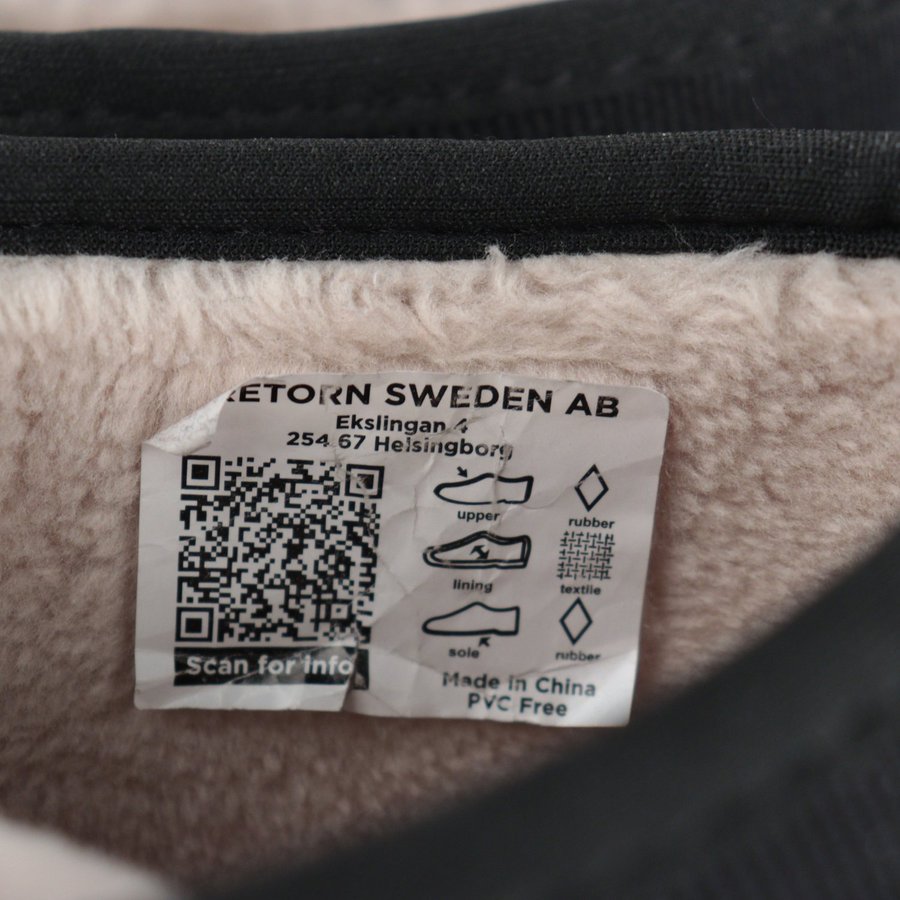 RETORN SWEDEN AB
Ekslingan 4
254 67 Helsingborg
upper
rubber
lining
textile
sole
rubber
Scan for info
Made in China
PVC Free